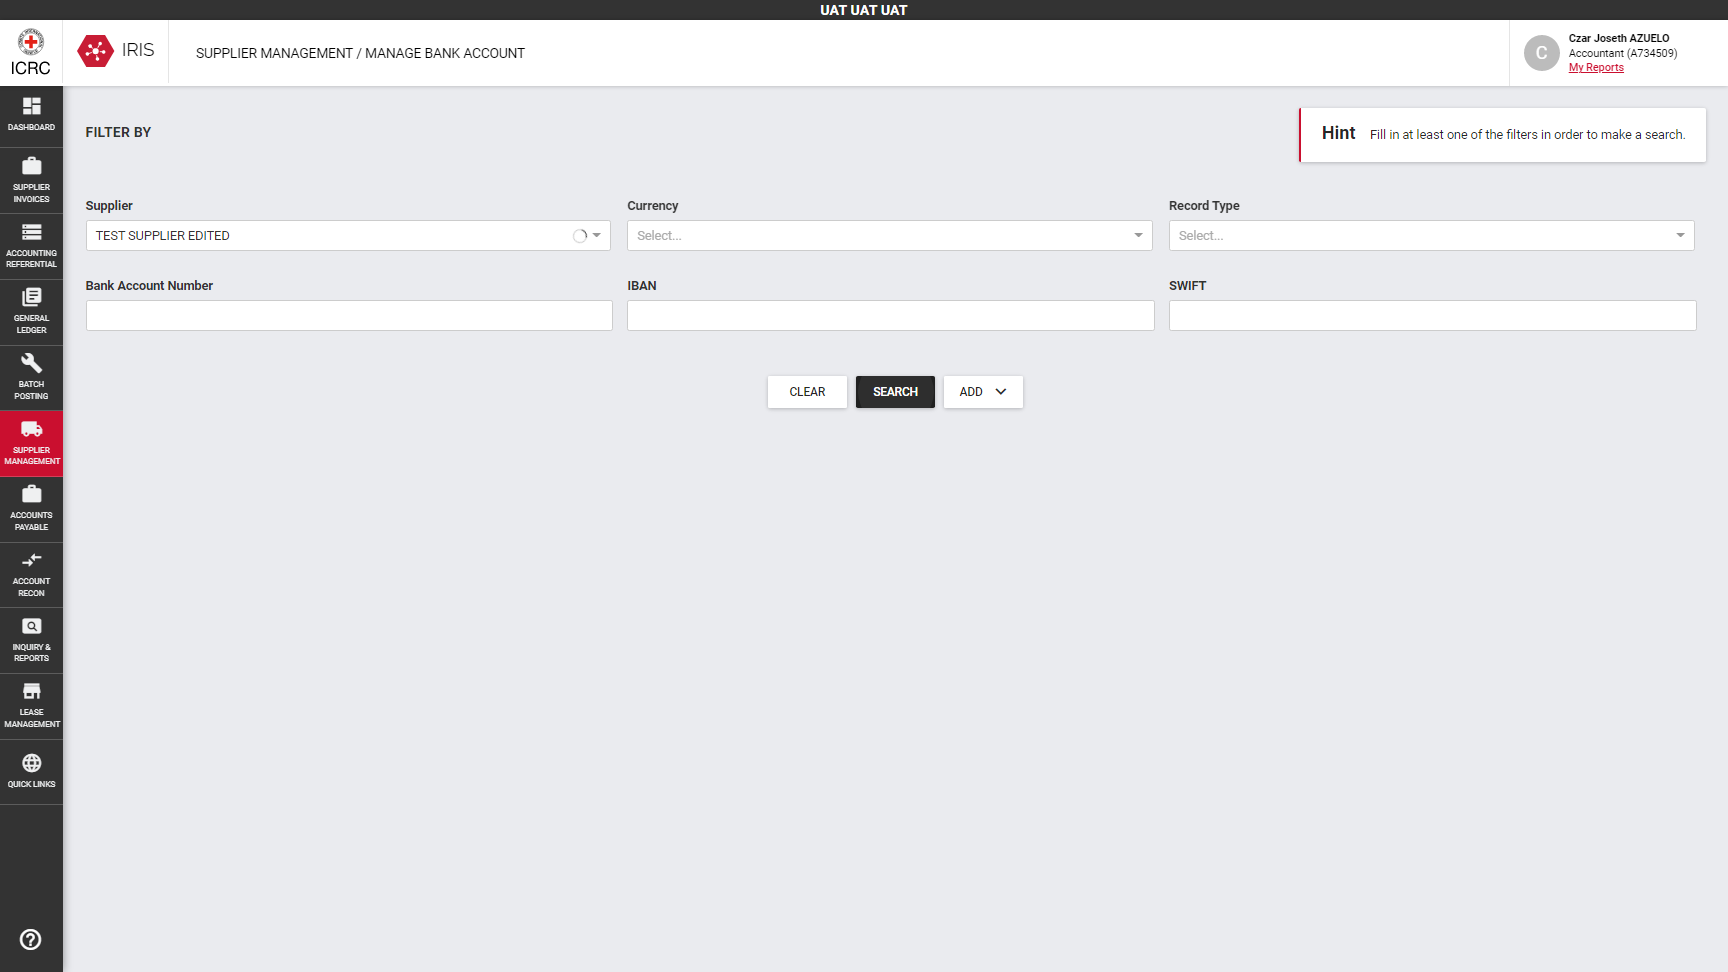 UAT UAT UAT
ICRC
IRIS
SUPPLIER MANAGEMENT / MANAGE BANK ACCOUNT
C
Czar Joseth AZUELO
Accountant (A734509)
My Reports
DASHBOARD
SUPPLIER
INVOICES
ACCOUNTING
REFERENTIAL
GENERAL
LEDGER
BATCH
POSTING
SUPPLIER
MANAGEMENT
ACCOUNTS
PAYABLE
ACCOUNT
RECON
INQUIRY &
REPORTS
LEASE
MANAGEMENT
QUICK LINKS
FILTER BY
Hint Fill in at least one of the filters in order to make a search.
Supplier
TEST SUPPLIER EDITED
Currency
Select...
Record Type
Select...
Bank Account Number
IBAN
SWIFT
CLEAR
SEARCH
ADD